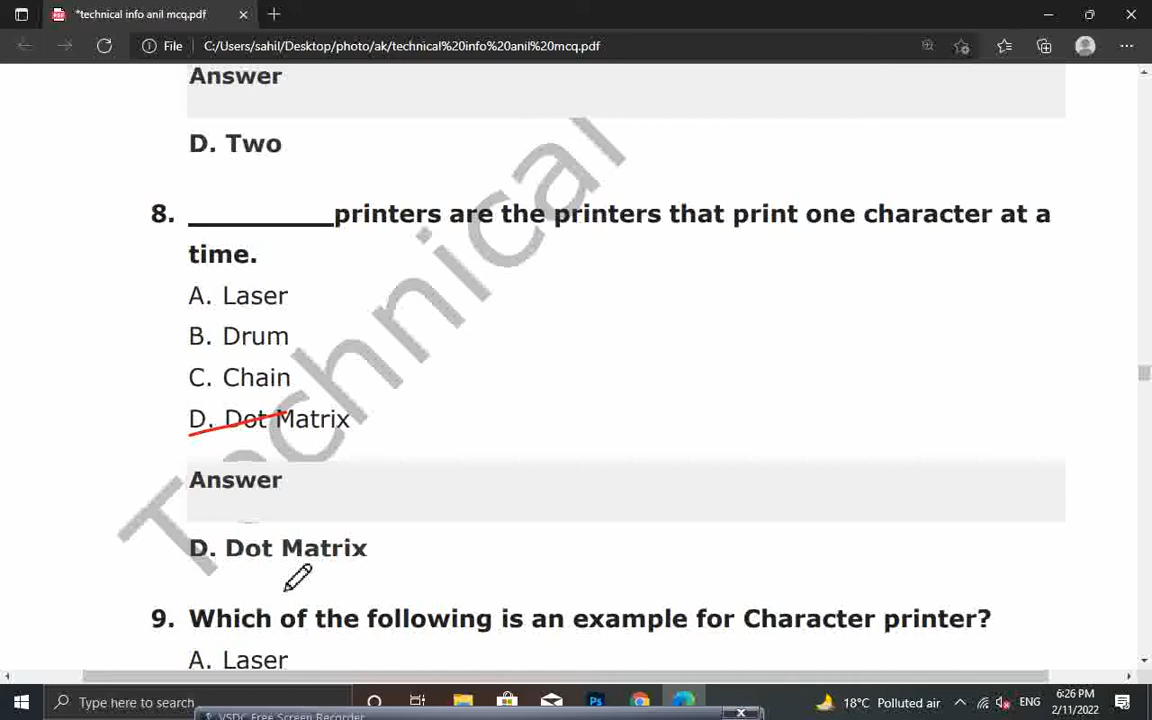 *technical info anil mcq.pdf
File C:/Users/sahil/Desktop/photo/ak/technical%20info%20anil%20mcq.pdf
Answer
D. Two
8. __________printers are the printers that print one character at a
time.
A. Laser
B. Drum
C. Chain
D. Dot Matrix
Answer
D. Dot Matrix
9. Which of the following is an example for Character printer?
A. Laser
Technical
Type here to search
Ps
18°C Polluted air
ENG
6:26 PM
2/11/2022
VSDC Free Screen Recorder